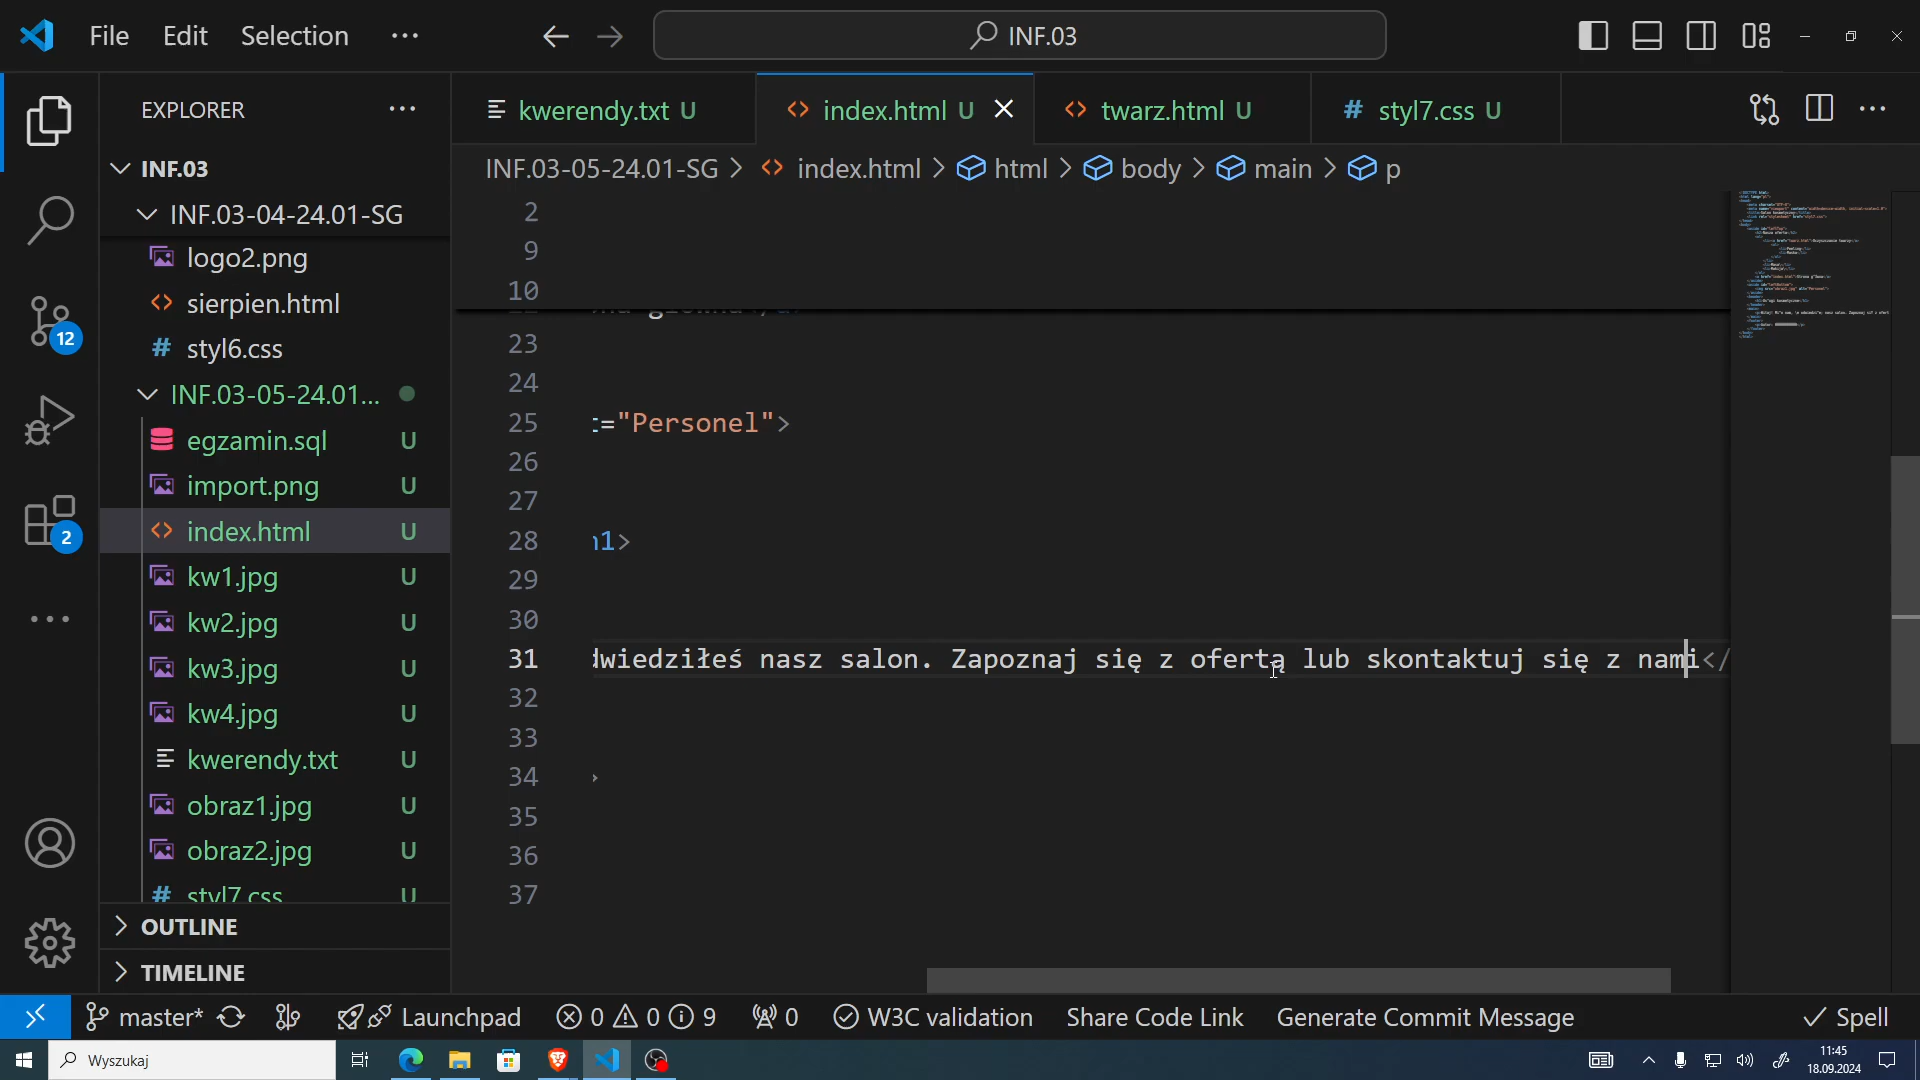 File Edit Selection ··· INF.03
EXPLORER ···
INF.03
INF.03-04-24.01-SG
logo2.png
sierpien.html
# styl6.css
INF.03-05-24.01...
egzamin.sql U
import.png U
index.html U
kw1.jpg U
kw2.jpg U
kw3.jpg U
kw4.jpg U
kwerendy.txt U
obraz1.jpg U
obraz2.jpg U
# styl7.css U
OUTLINE
TIMELINE
12
2
kwerendy.txt U <> index.html U <> twarz.html U # styl7.css U ···
INF.03-05-24.01-SG > <> index.html > html > body > main > p
2
9
10
23
24
25 t="Personel">
26
27
28 h1>
29
30
31 dwiedziłeś nasz salon. Zapoznaj się z ofertą lub skontaktuj się z nami</
32
33
34 >
35
36
37
master* Launchpad 0 0 9 0 W3C validation Share Code Link Generate Commit Message Spell
Wyszukaj 11:45
18.09.2024